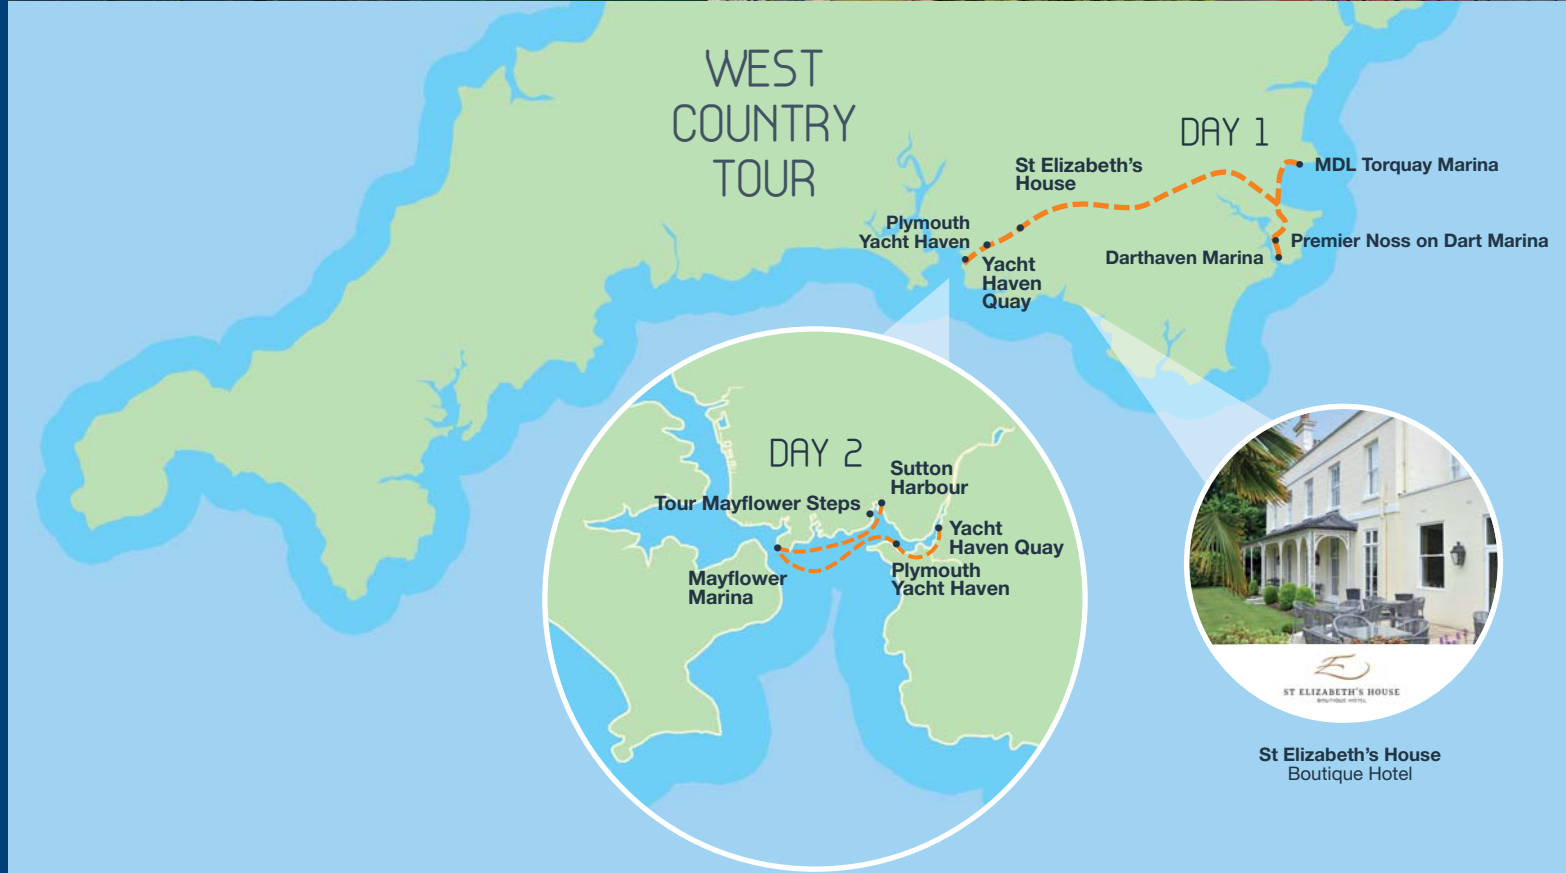 WEST
COUNTRY
TOUR
DAY 1
St Elizabeth’s
House
MDL Torquay Marina
Plymouth
Yacht Haven
Yacht
Haven
Quay
Premier Noss on Dart Marina
Darthaven Marina
DAY 2
Sutton
Harbour
Tour Mayflower Steps
Yacht
Haven Quay
Mayflower
Marina
Plymouth
Yacht Haven
ST ELIZABETH'S HOUSE
BOUTIQUE HOTEL
St Elizabeth’s House
Boutique Hotel